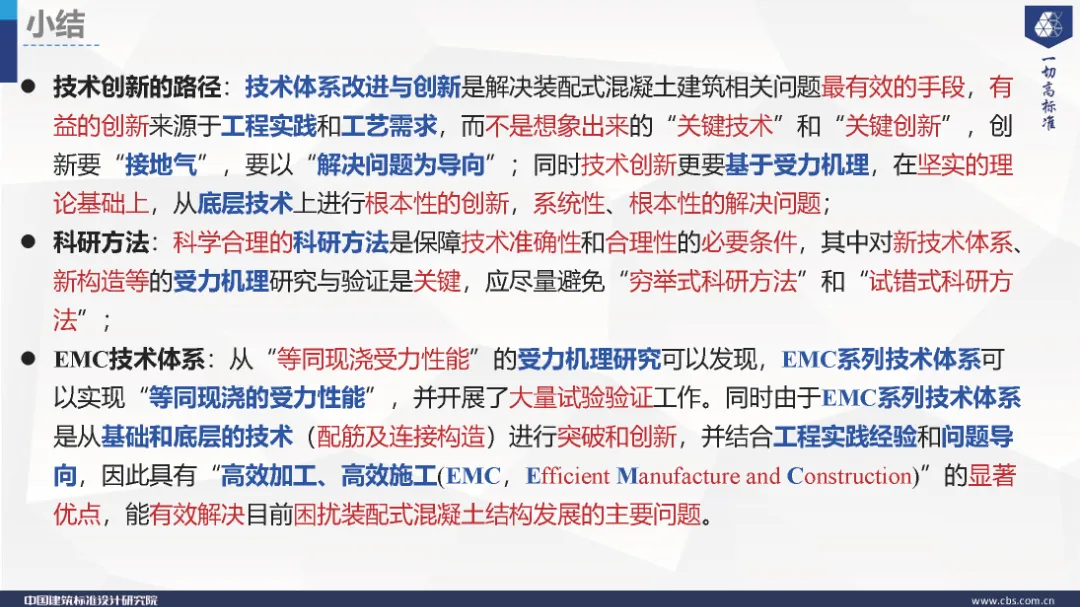 小结
一切高标准
● 技术创新的路径：技术体系改进与创新是解决装配式混凝土建筑相关问题最有效的手段，有
益的创新来源于工程实践和工艺需求，而不是想象出来的“关键技术”和“关键创新”，创
新要“接地气”，要以“解决问题为导向”；同时技术创新更要基于受力机理，在坚实的理
论基础上，从底层技术上进行根本性的创新，系统性、根本性的解决问题；
● 科研方法：科学合理的科研方法是保障技术准确性和合理性的必要条件，其中对新技术体系、
新构造等的受力机理研究与验证是关键，应尽量避免“穷举式科研方法”和“试错式科研方
法”；
● EMC技术体系：从“等同现浇受力性能”的受力机理研究可以发现，EMC系列技术体系可
以实现“等同现浇的受力性能”，并开展了大量试验验证工作。同时由于EMC系列技术体系
是从基础和底层的技术（配筋及连接构造）进行突破和创新，并结合工程实践经验和问题导
向，因此具有“高效加工、高效施工(EMC，Efficient Manufacture and Construction)”的显著
优点，能有效解决目前困扰装配式混凝土结构发展的主要问题。
中国建筑标准设计研究院
www.cbs.com.cn